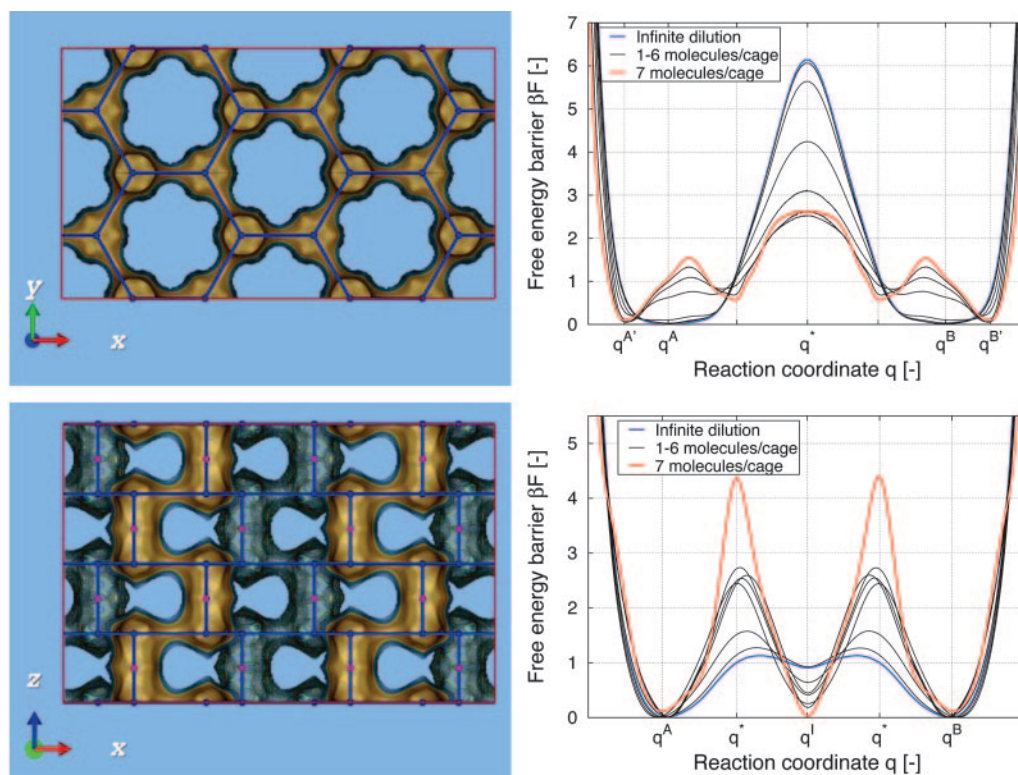 y
x
Free energy barrier βF [-]
7
6
5
4
3
2
1
0
Infinite dilution
1-6 molecules/cage
7 molecules/cage
q^A' q^A q^* q^B q^B'
Reaction coordinate q [-]
z
x
Free energy barrier βF [-]
5
4
3
2
1
0
Infinite dilution
1-6 molecules/cage
7 molecules/cage
q^A q^* q^I q^* q^B
Reaction coordinate q [-]